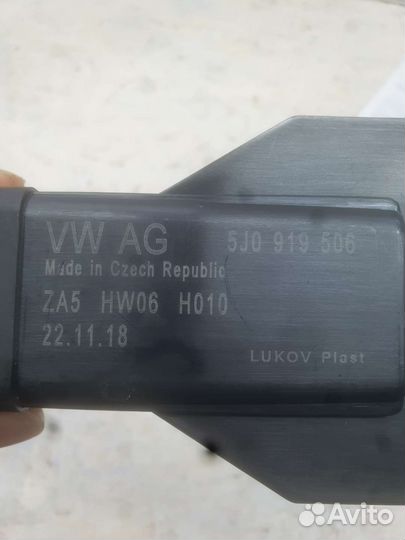 VW AG 5J0 919 506
Made in Czech Republic
ZA5 HW06 H010
22.11.18
LUKOV Plast
Avito